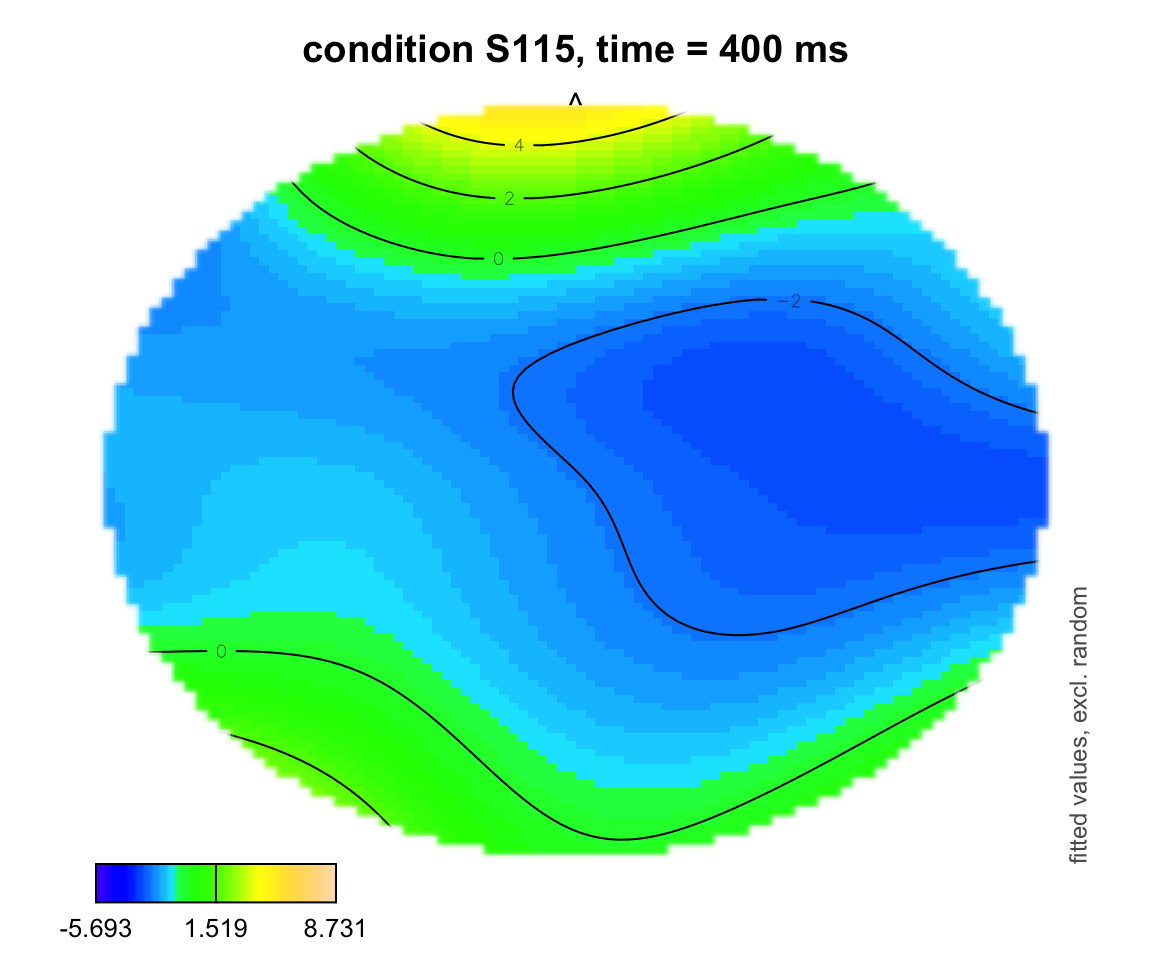 condition S115, time = 400 ms
^
4
2
0
−2
0
fitted values, excl. random
-5.693 1.519 8.731